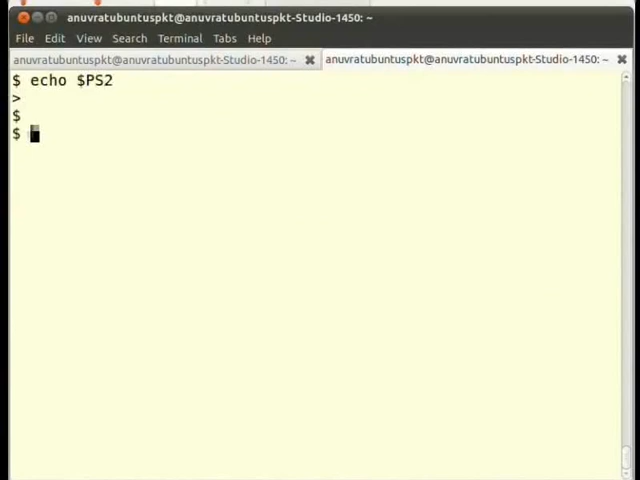 anuvratubuntuspkt@anuvratubuntuspkt-Studio-1450: ~
File Edit View Search Terminal Tabs Help
anuvratubuntuspkt@anuvratubuntuspkt-Studio-1450: ~ anuvratubuntuspkt@anuvratubuntuspkt-Studio-1450: ~
$ echo $PS2
>
$
$